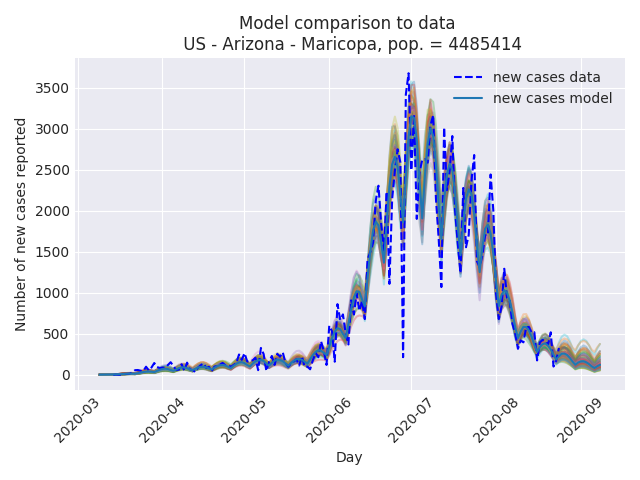 Model comparison to data
US - Arizona - Maricopa, pop. = 4485414
new cases data
new cases model
Number of new cases reported
3500
3000
2500
2000
1500
1000
500
0
2020-03
2020-04
2020-05
2020-06
2020-07
2020-08
2020-09
Day